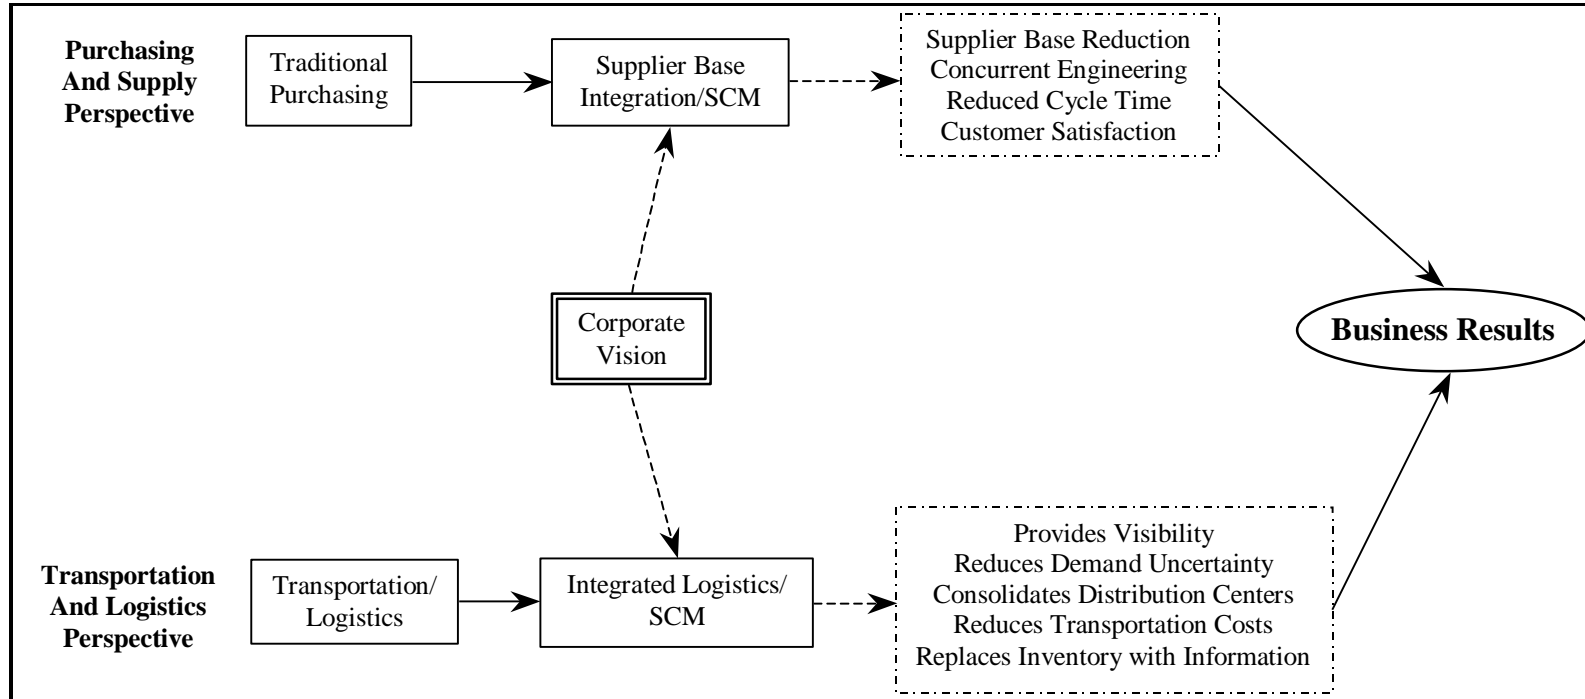 Purchasing
And Supply
Perspective
Traditional
Purchasing
Supplier Base
Integration/SCM
Supplier Base Reduction
Concurrent Engineering
Reduced Cycle Time
Customer Satisfaction
Corporate
Vision
Business Results
Transportation
And Logistics
Perspective
Transportation/
Logistics
Integrated Logistics/
SCM
Provides Visibility
Reduces Demand Uncertainty
Consolidates Distribution Centers
Reduces Transportation Costs
Replaces Inventory with Information